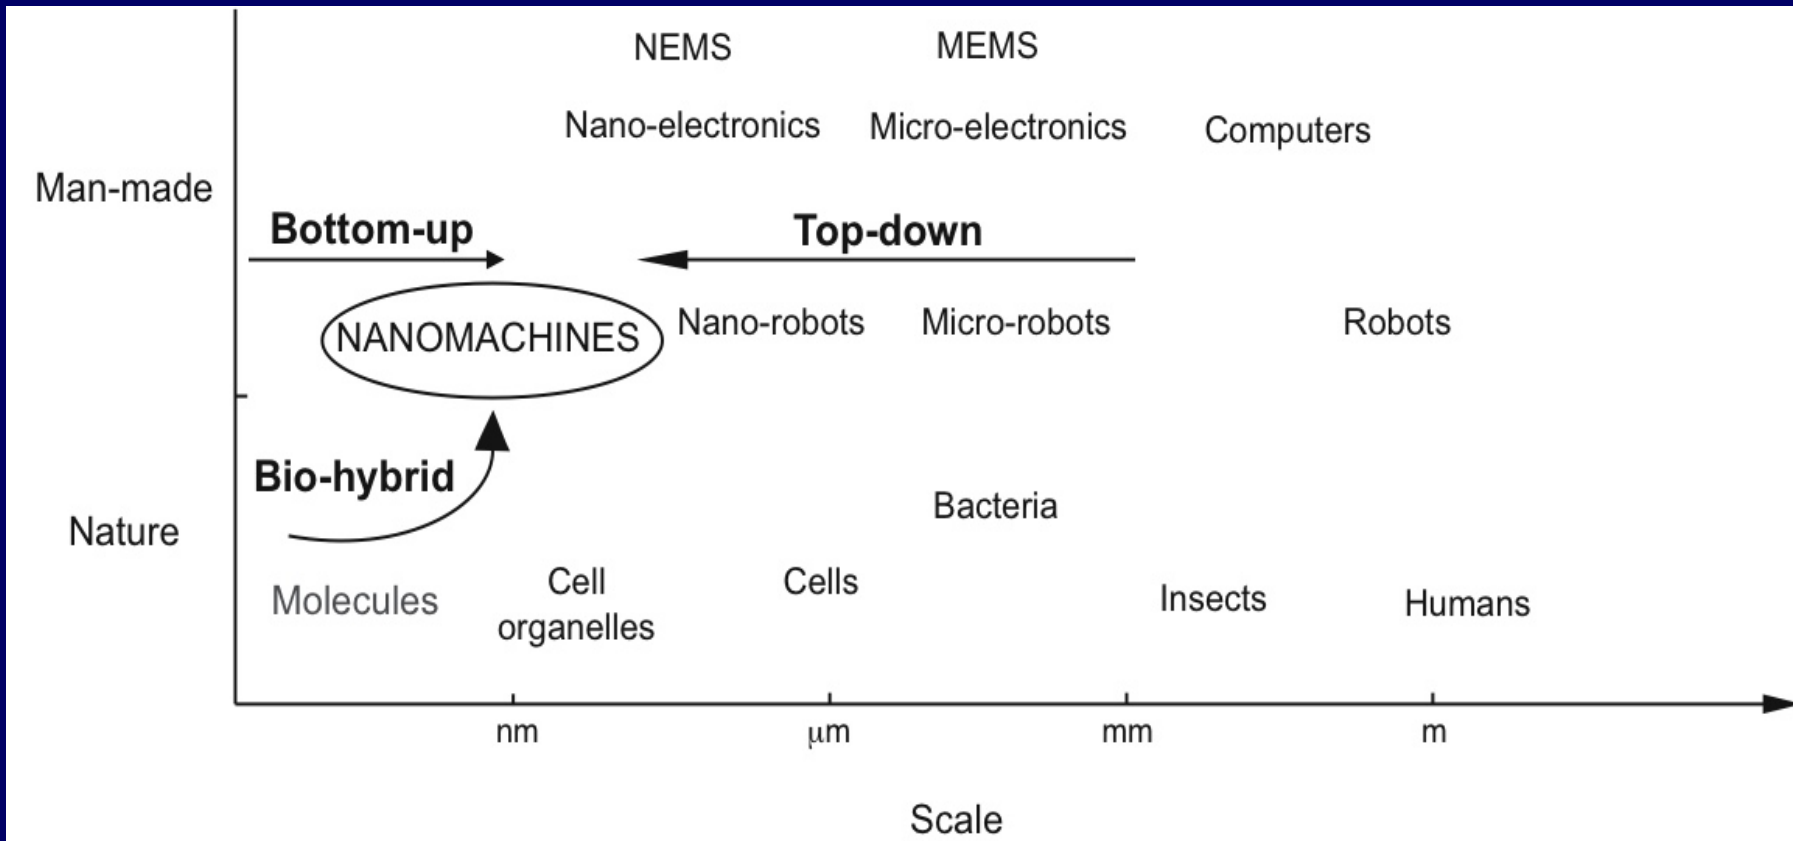 NEMS MEMS
Nano-electronics Micro-electronics Computers
Man-made
Bottom-up Top-down
NANOMACHINES Nano-robots Micro-robots Robots
Bio-hybrid
Bacteria
Nature
Molecules Cell organelles Cells Insects Humans
nm μm mm m
Scale